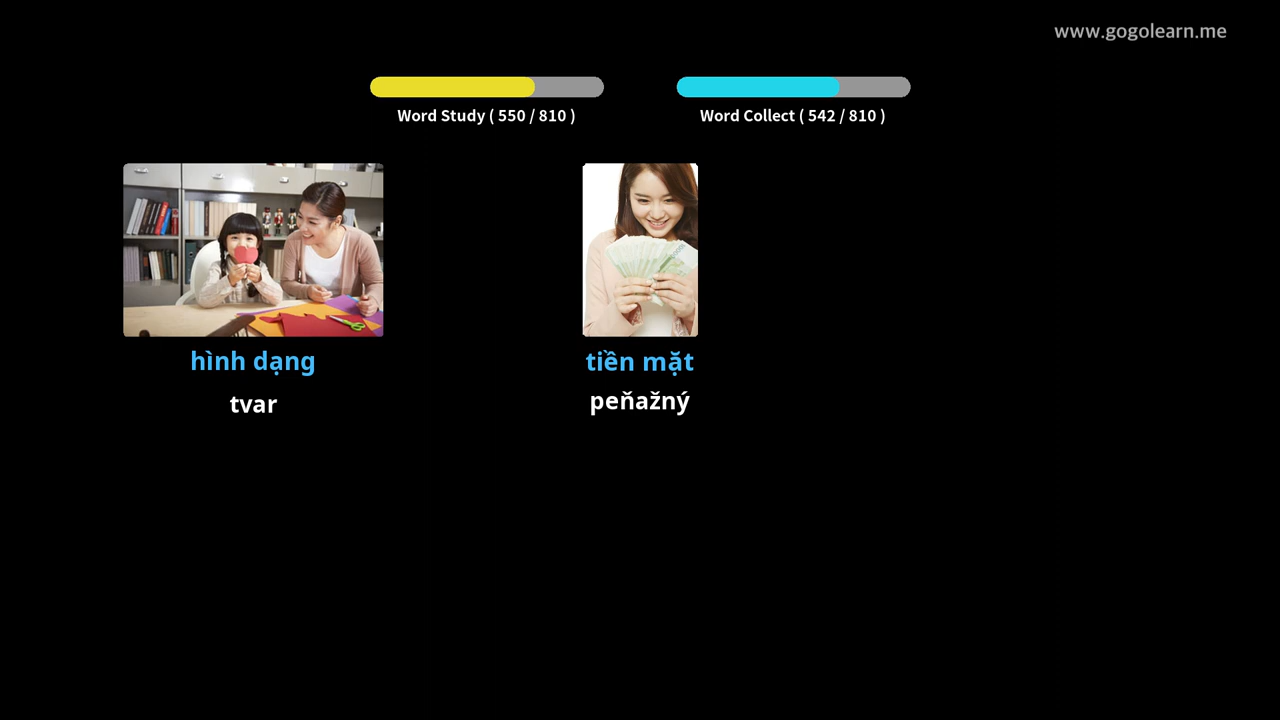 www.gogolearn.me
Word Study ( 550 / 810 )
Word Collect ( 542 / 810 )
hình dạng
tiền mặt
tvar
peňažný